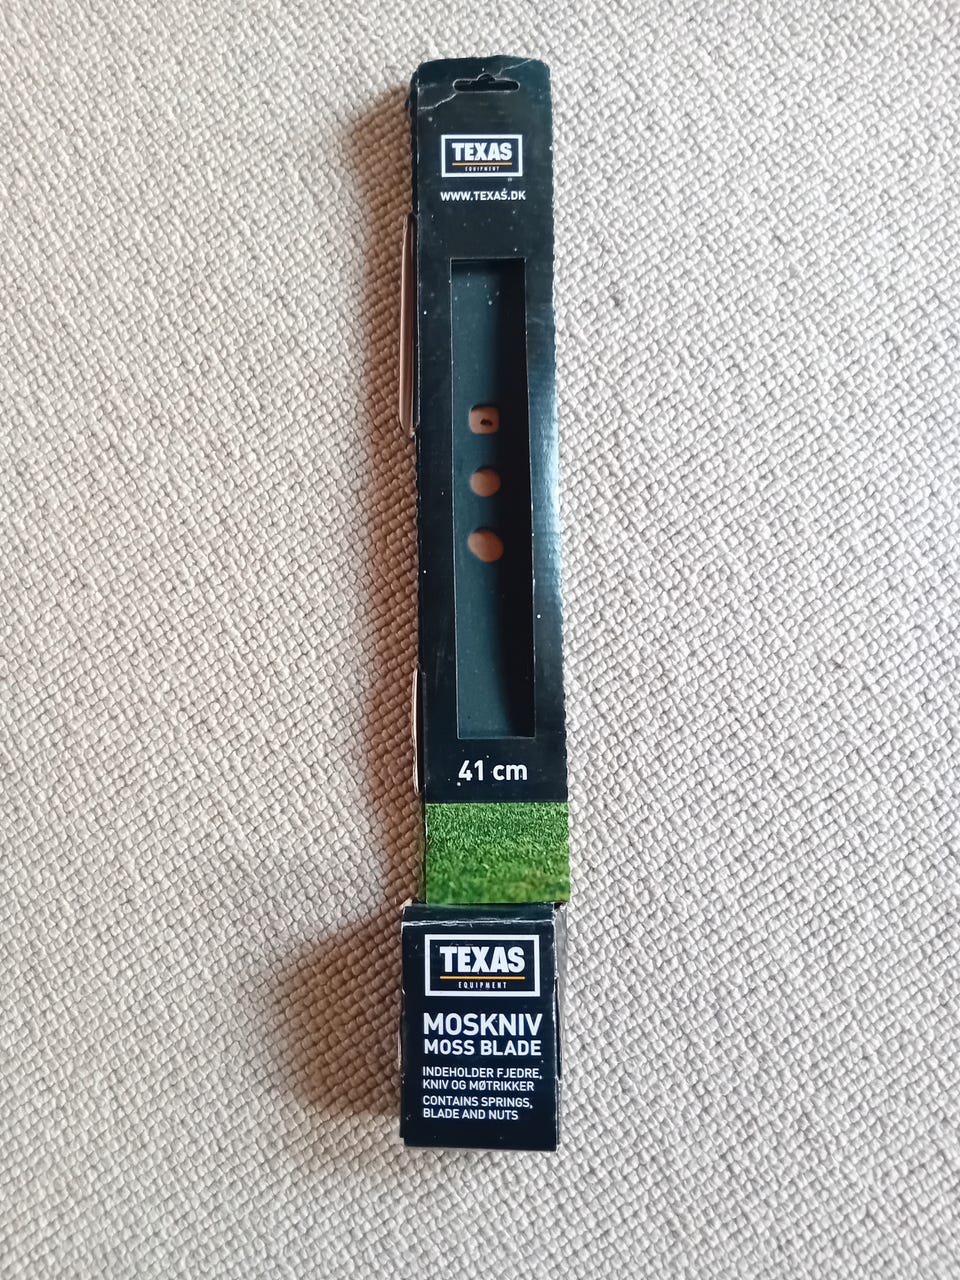 TEXAS
EQUIPMENT
WWW.TEXAS.DK
41 cm
TEXAS
EQUIPMENT
MOSKNIV
MOSS BLADE
INDEHOLDER FJEDRE,
KNIV OG MØTRIKKER
CONTAINS SPRINGS,
BLADE AND NUTS